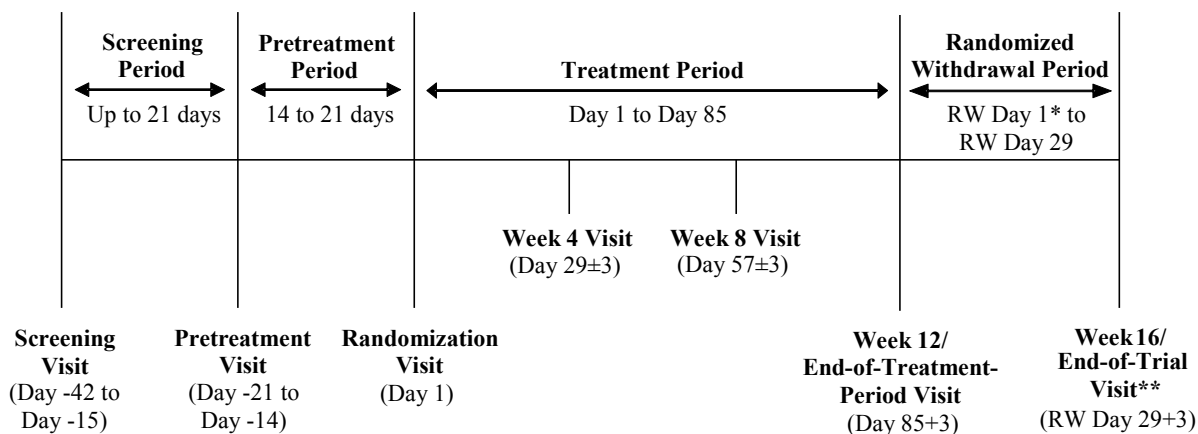 Screening
Period
Up to 21 days
Pretreatment
Period
14 to 21 days
Treatment Period
Day 1 to Day 85
Randomized
Withdrawal Period
RW Day 1* to
RW Day 29
Week 4 Visit
(Day 29±3)
Week 8 Visit
(Day 57±3)
Screening
Visit
(Day -42 to
Day -15)
Pretreatment
Visit
(Day -21 to
Day -14)
Randomization
Visit
(Day 1)
Week 12/
End-of-Treatment-
Period Visit
(Day 85+3)
Week16/
End-of-Trial
Visit**
(RW Day 29+3)